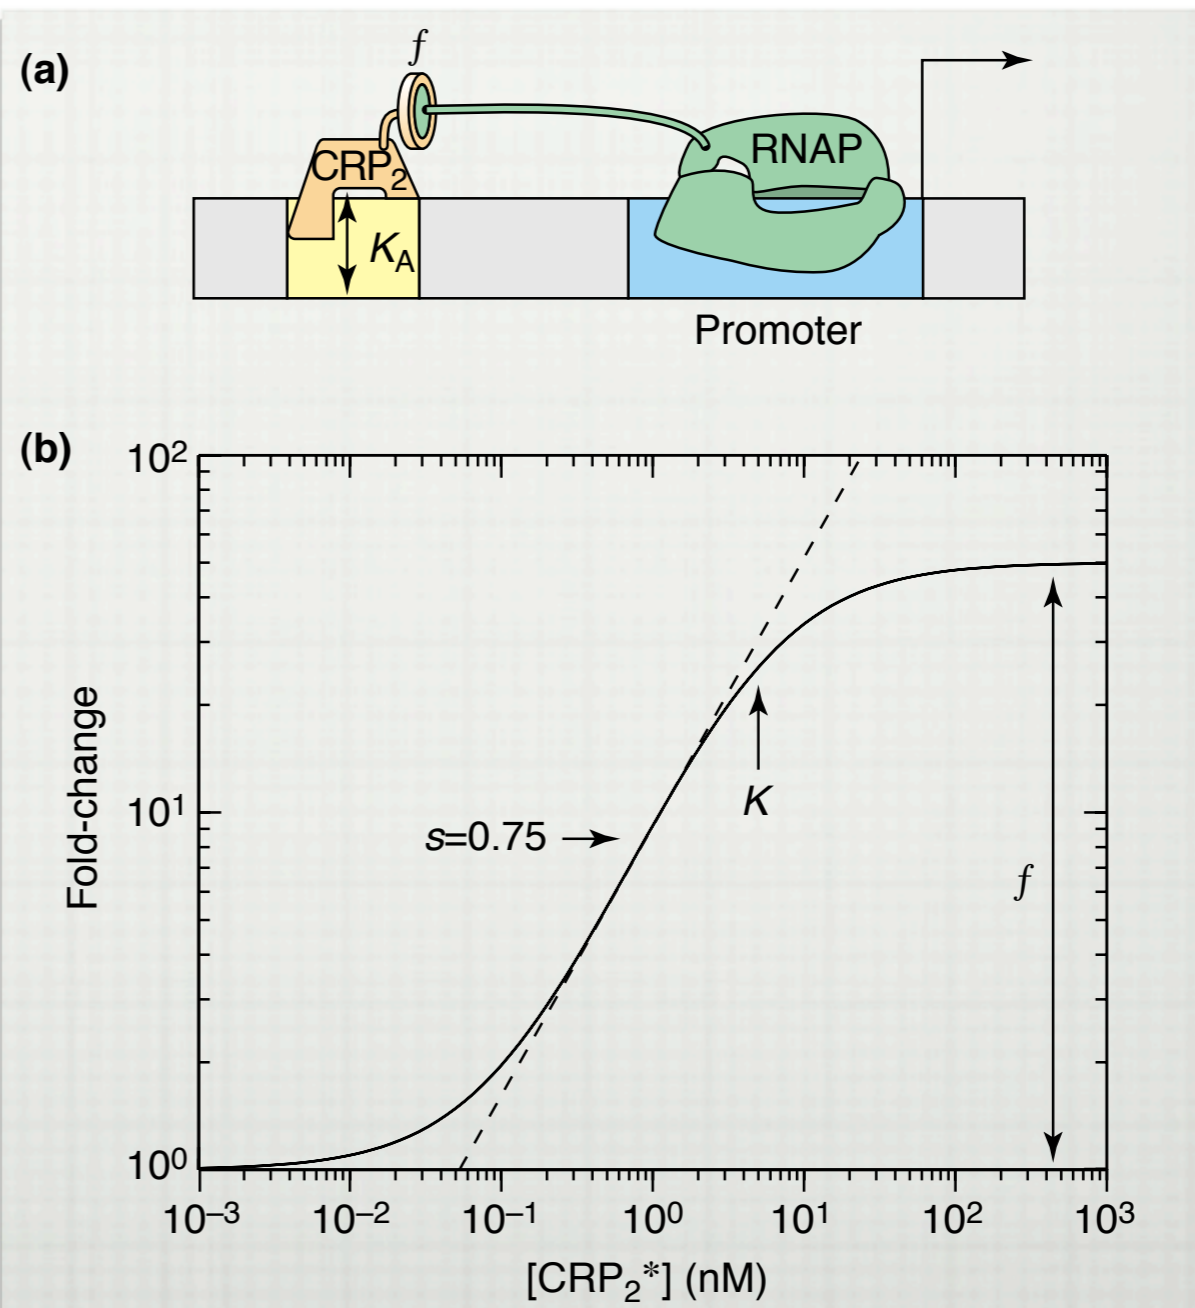 (a)
f
CRP₂
RNAP
K_A
Promoter
(b)
10²
10¹
10⁰
Fold-change
s=0.75
K
f
10⁻³ 10⁻² 10⁻¹ 10⁰ 10¹ 10² 10³
[CRP₂*] (nM)